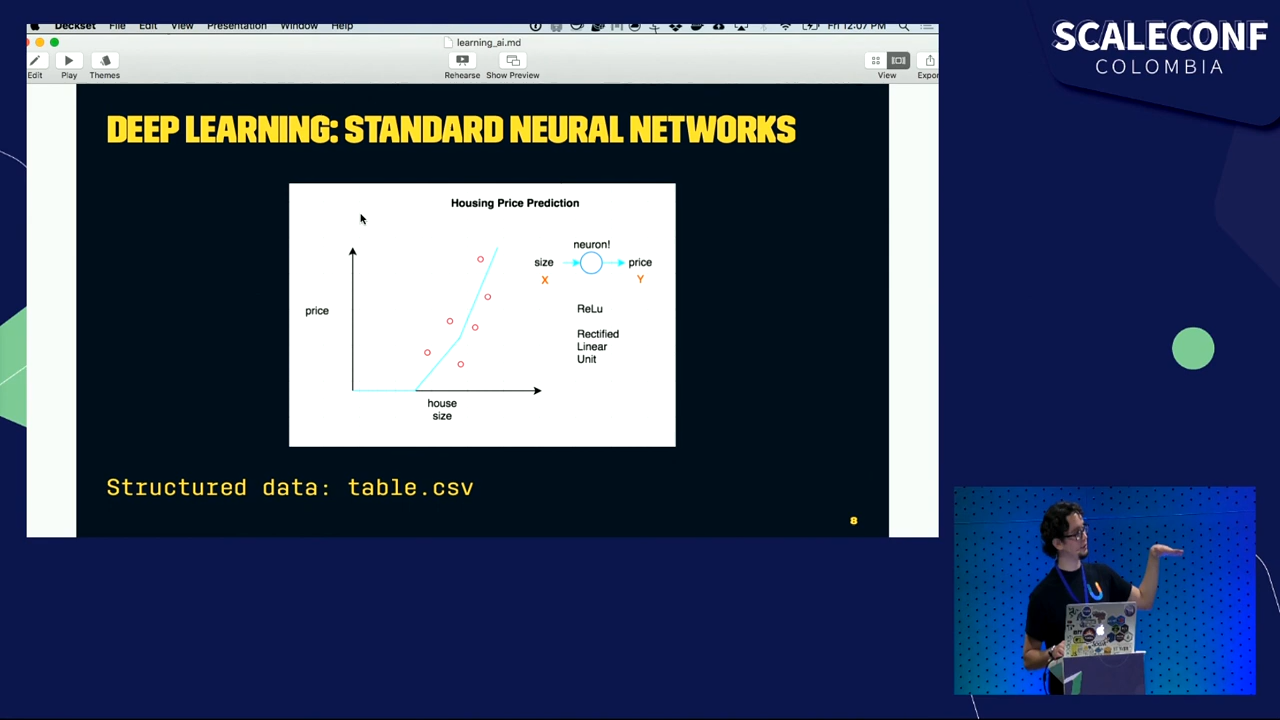 SCALECONF
COLOMBIA
Deckset File Edit View Presentation Window Help
Fri 12:07 PM
learning_ai.md
Edit Play Themes Rehearse Show Preview View Expor
DEEP LEARNING: STANDARD NEURAL NETWORKS
Housing Price Prediction
neuron!
size price
X Y
price
ReLu
Rectified
Linear
Unit
house
size
Structured data: table.csv
8